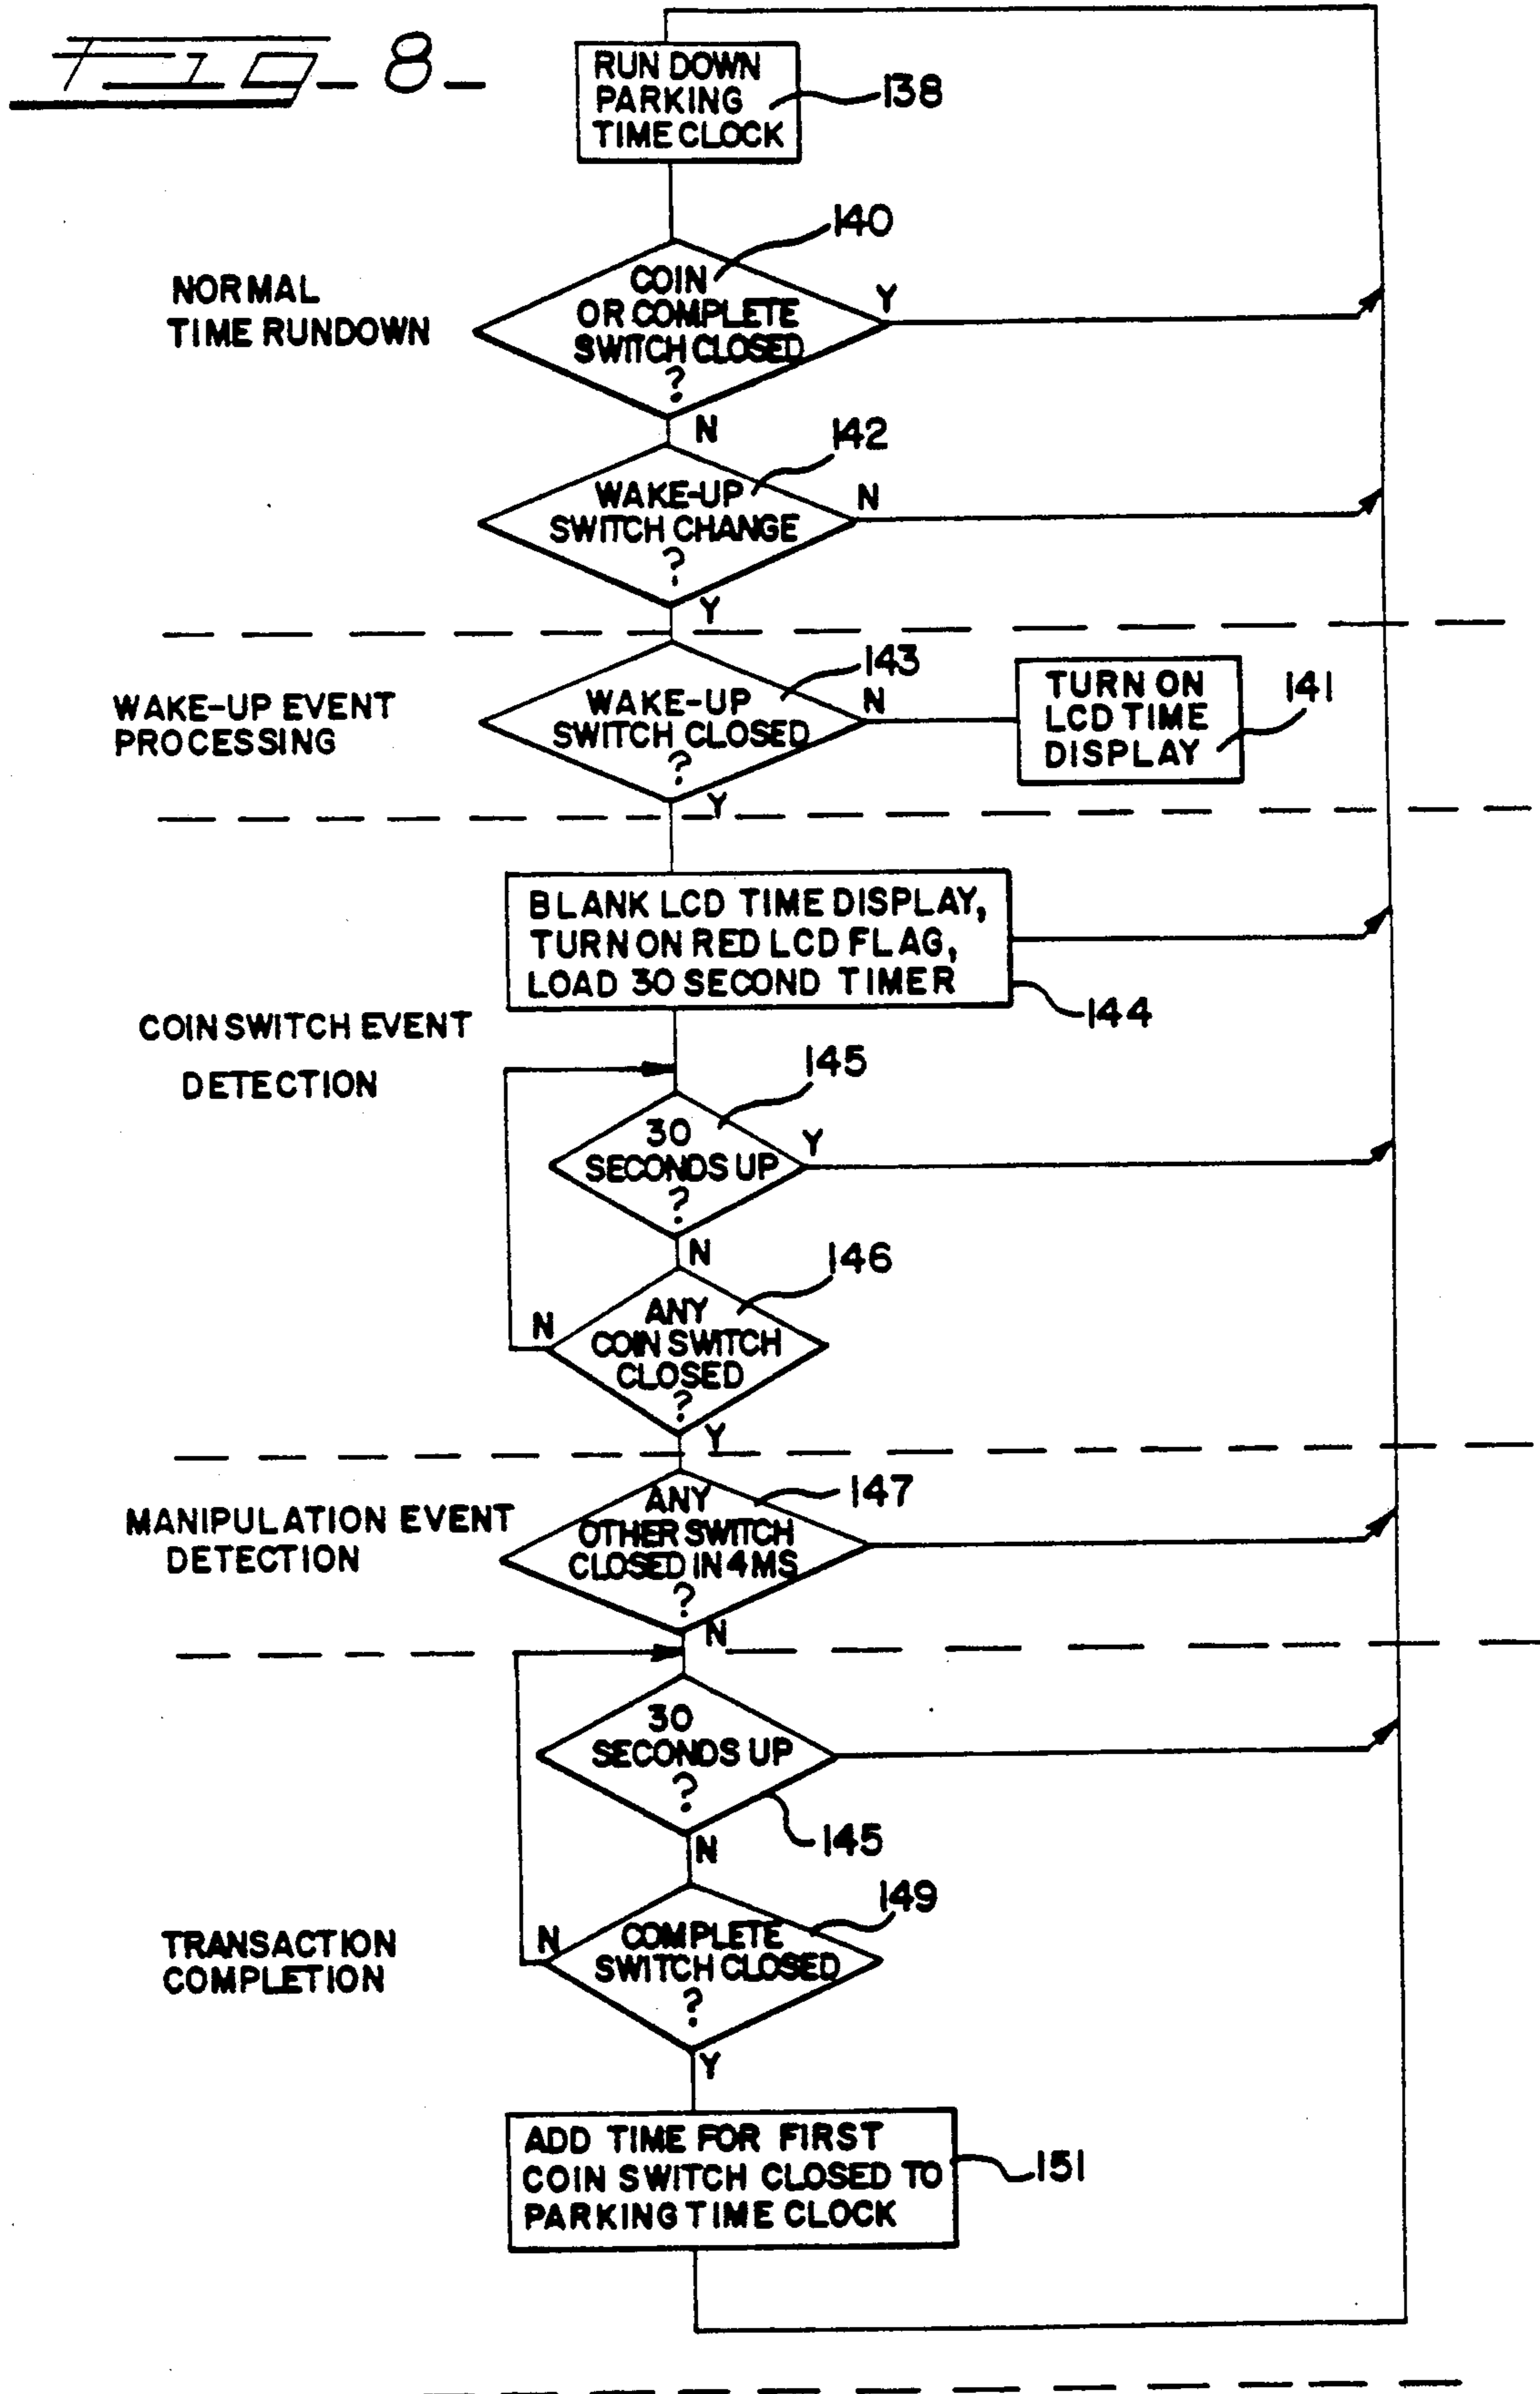 Fig_8_
RUN DOWN
PARKING
TIME CLOCK
138
140
NORMAL
TIME RUNDOWN
COIN
OR COMPLETE
SWITCH CLOSED
?
Y
N
142
WAKE-UP
SWITCH CHANGE
?
N
Y
143
WAKE-UP EVENT
PROCESSING
WAKE-UP
SWITCH CLOSED
?
N
Y
TURN ON
LCD TIME
DISPLAY
141
BLANK LCD TIME DISPLAY,
TURN ON RED LCD FLAG,
LOAD 30 SECOND TIMER
144
COIN SWITCH EVENT
DETECTION
145
30
SECONDS UP
?
Y
N
146
ANY
COIN SWITCH
CLOSED
?
N
Y
MANIPULATION EVENT
DETECTION
147
ANY
OTHER SWITCH
CLOSED IN 4MS
?
N
30
SECONDS UP
?
145
N
149
TRANSACTION
COMPLETION
COMPLETE
SWITCH CLOSED
?
N
Y
ADD TIME FOR FIRST
COIN SWITCH CLOSED TO
PARKING TIME CLOCK
151